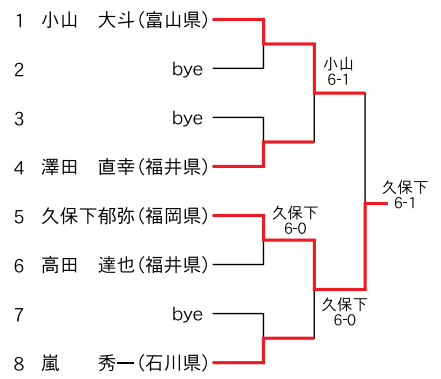 1 小山 大斗(富山県)
2 bye
3 bye
4 澤田 直幸(福井県)
5 久保下郁弥(福岡県)
6 高田 達也(福井県)
7 bye
8 嵐 秀一(石川県)
小山
6-1
久保下
6-0
久保下
6-0
久保下
6-1